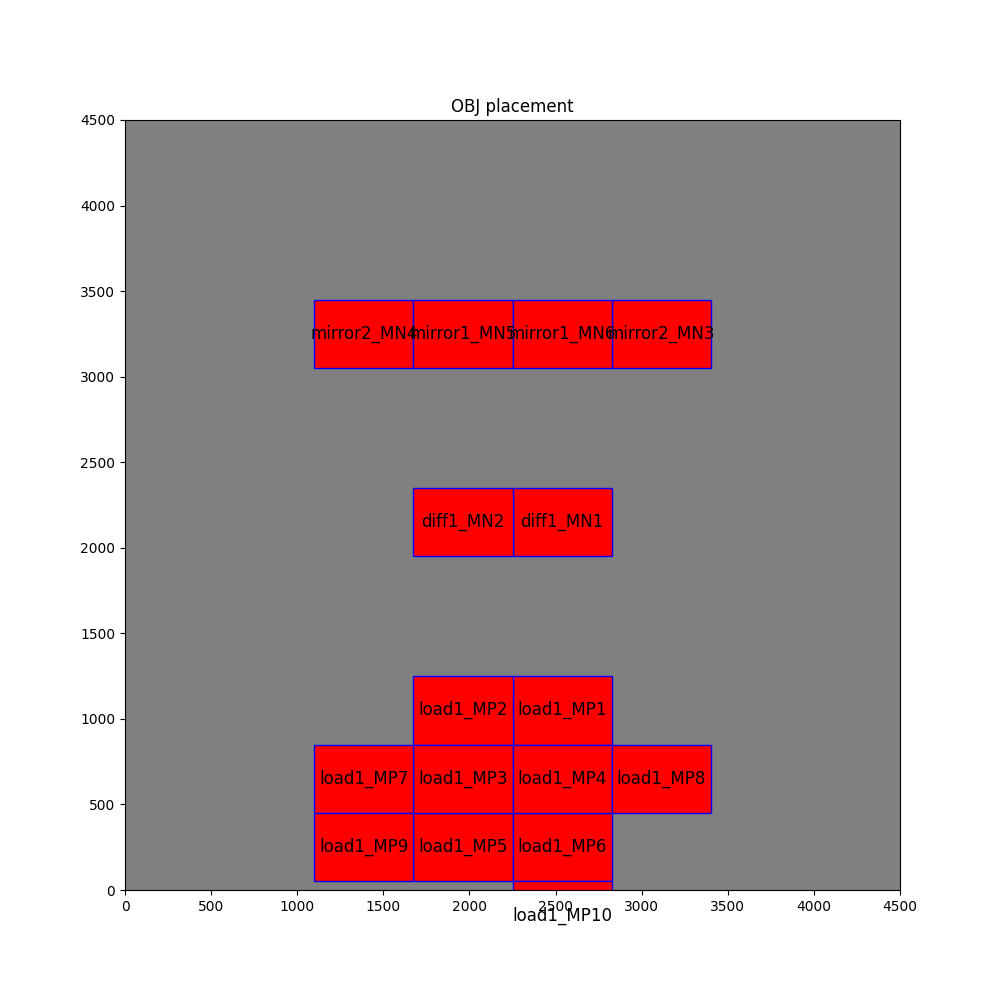 OBJ placement
4500
4000
3500
mirror2_MN4 mirror1_MN5 mirror1_MN6 mirror2_MN3
3000
2500
diff1_MN2 diff1_MN1
2000
1500
load1_MP2 load1_MP1
1000
load1_MP7 load1_MP3 load1_MP4 load1_MP8
500
load1_MP9 load1_MP5 load1_MP6
0
0 500 1000 1500 2000 2500 3000 3500 4000 4500
load1_MP10